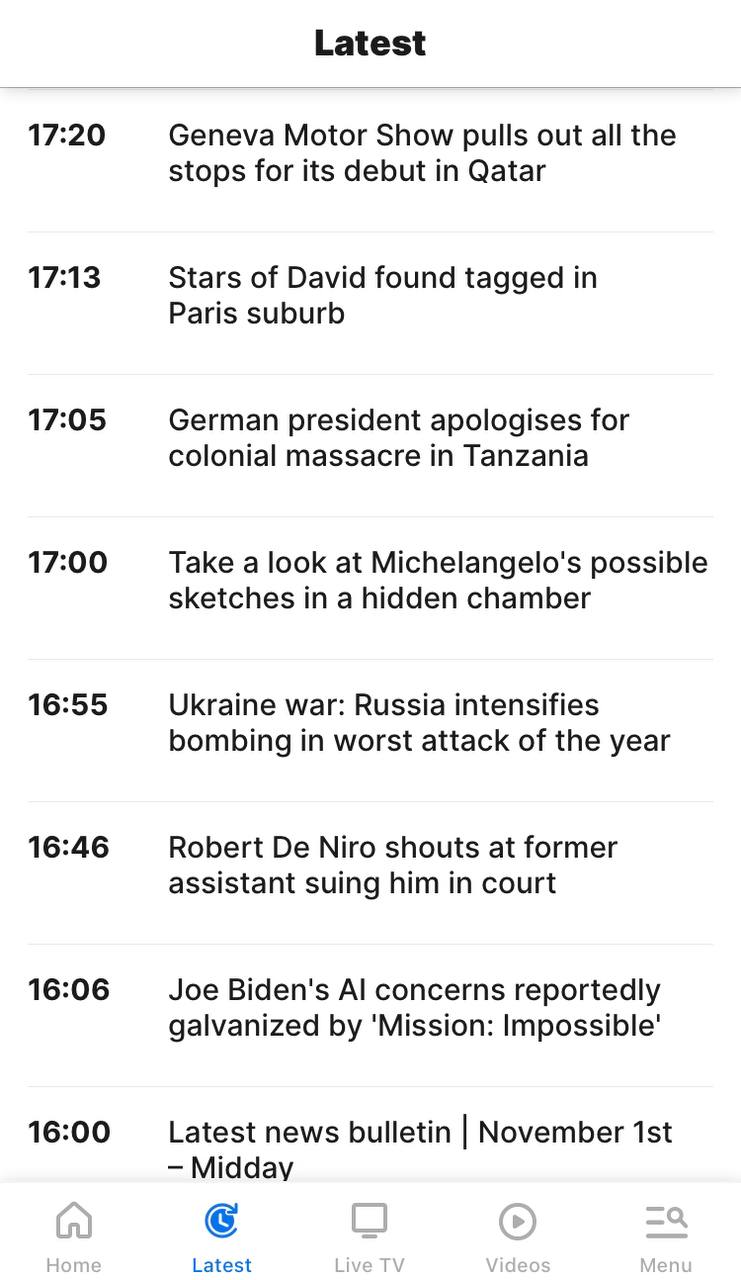 Latest
17:20
Geneva Motor Show pulls out all the
stops for its debut in Qatar
17:13
Stars of David found tagged in
Paris suburb
17:05
German president apologises for
colonial massacre in Tanzania
17:00
Take a look at Michelangelo's possible
sketches in a hidden chamber
16:55
Ukraine war: Russia intensifies
bombing in worst attack of the year
16:46
Robert De Niro shouts at former
assistant suing him in court
16:06
Joe Biden's AI concerns reportedly
galvanized by 'Mission: Impossible'
16:00
Latest news bulletin | November 1st
– Midday
Home
Latest
Live TV
Videos
Menu